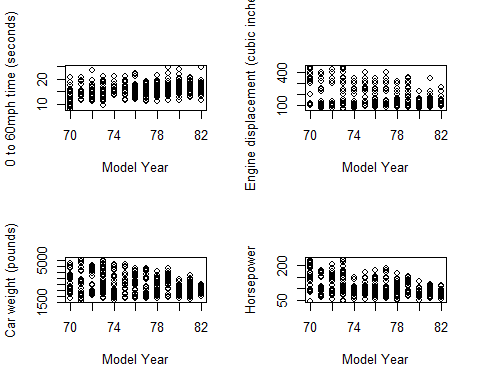 0 to 60mph time (seconds)
10 20
70 74 78 82
Model Year
Engine displacement (cubic inche
100 400
70 74 78 82
Model Year
Car weight (pounds)
1500 5000
70 74 78 82
Model Year
Horsepower
50 200
70 74 78 82
Model Year